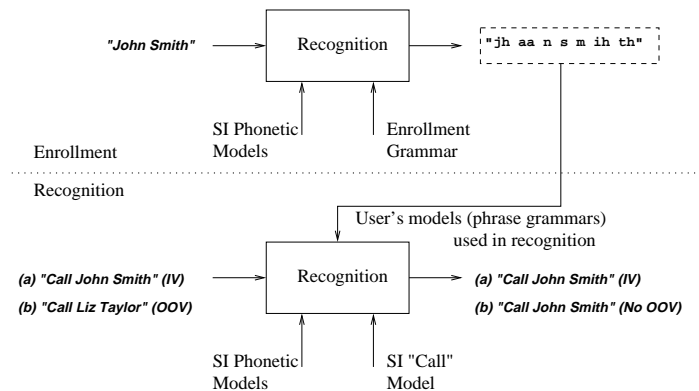 "John Smith"
Recognition
"jh aa n s m ih th"
SI Phonetic
Models
Enrollment
Grammar
Enrollment
Recognition
User's models (phrase grammars)
used in recognition
(a) "Call John Smith" (IV)
(b) "Call Liz Taylor" (OOV)
Recognition
(a) "Call John Smith" (IV)
(b) "Call John Smith" (No OOV)
SI Phonetic
Models
SI "Call"
Model